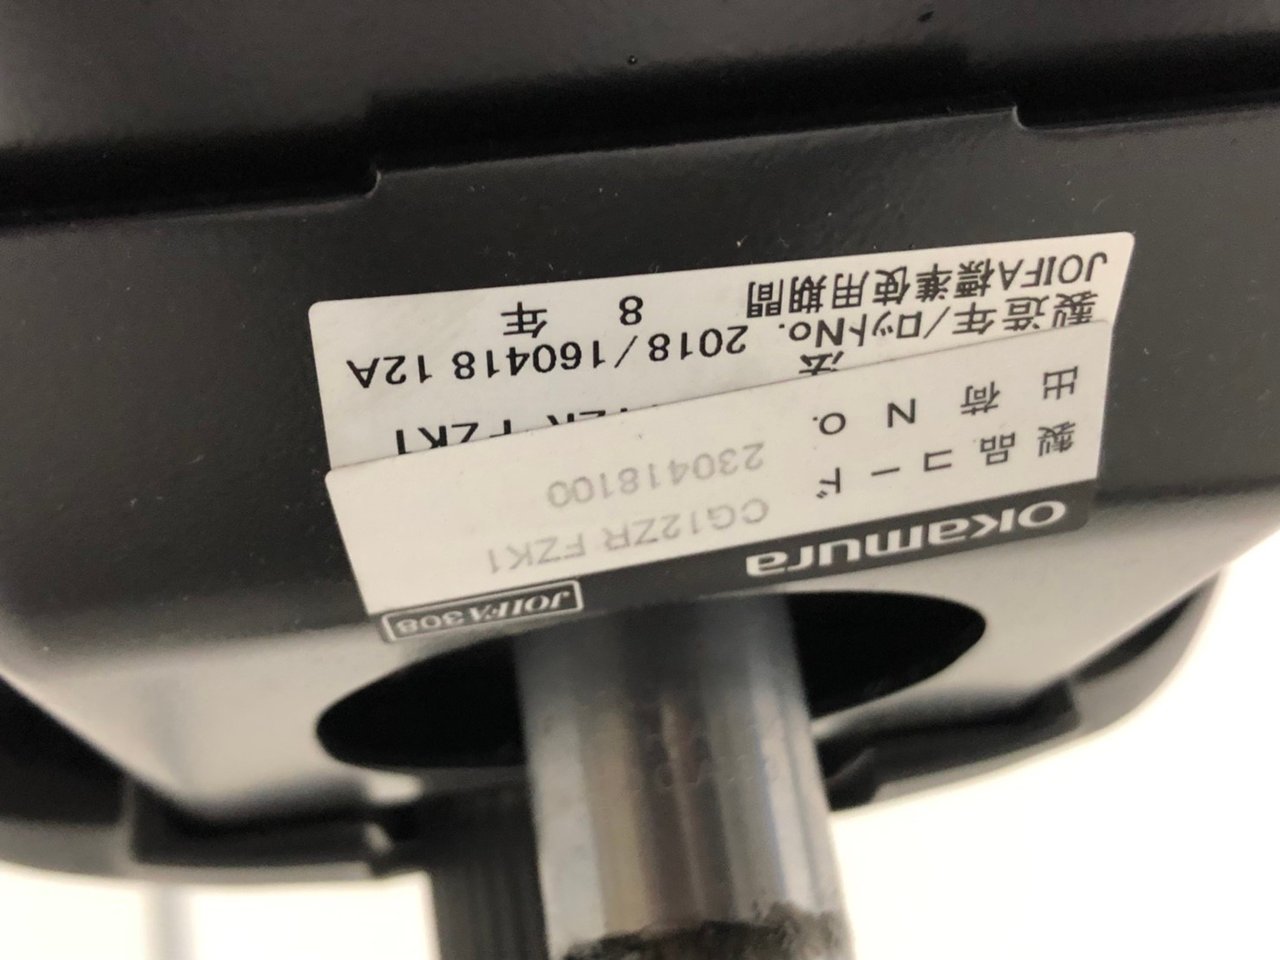 Okamura JOIFA308
製品コード CG12ZR FZK1
出荷NO. 230418100
FZK1
法
製造年/ロットNo. 2018/160418 12A
JOIFA標準使用期間 8 年